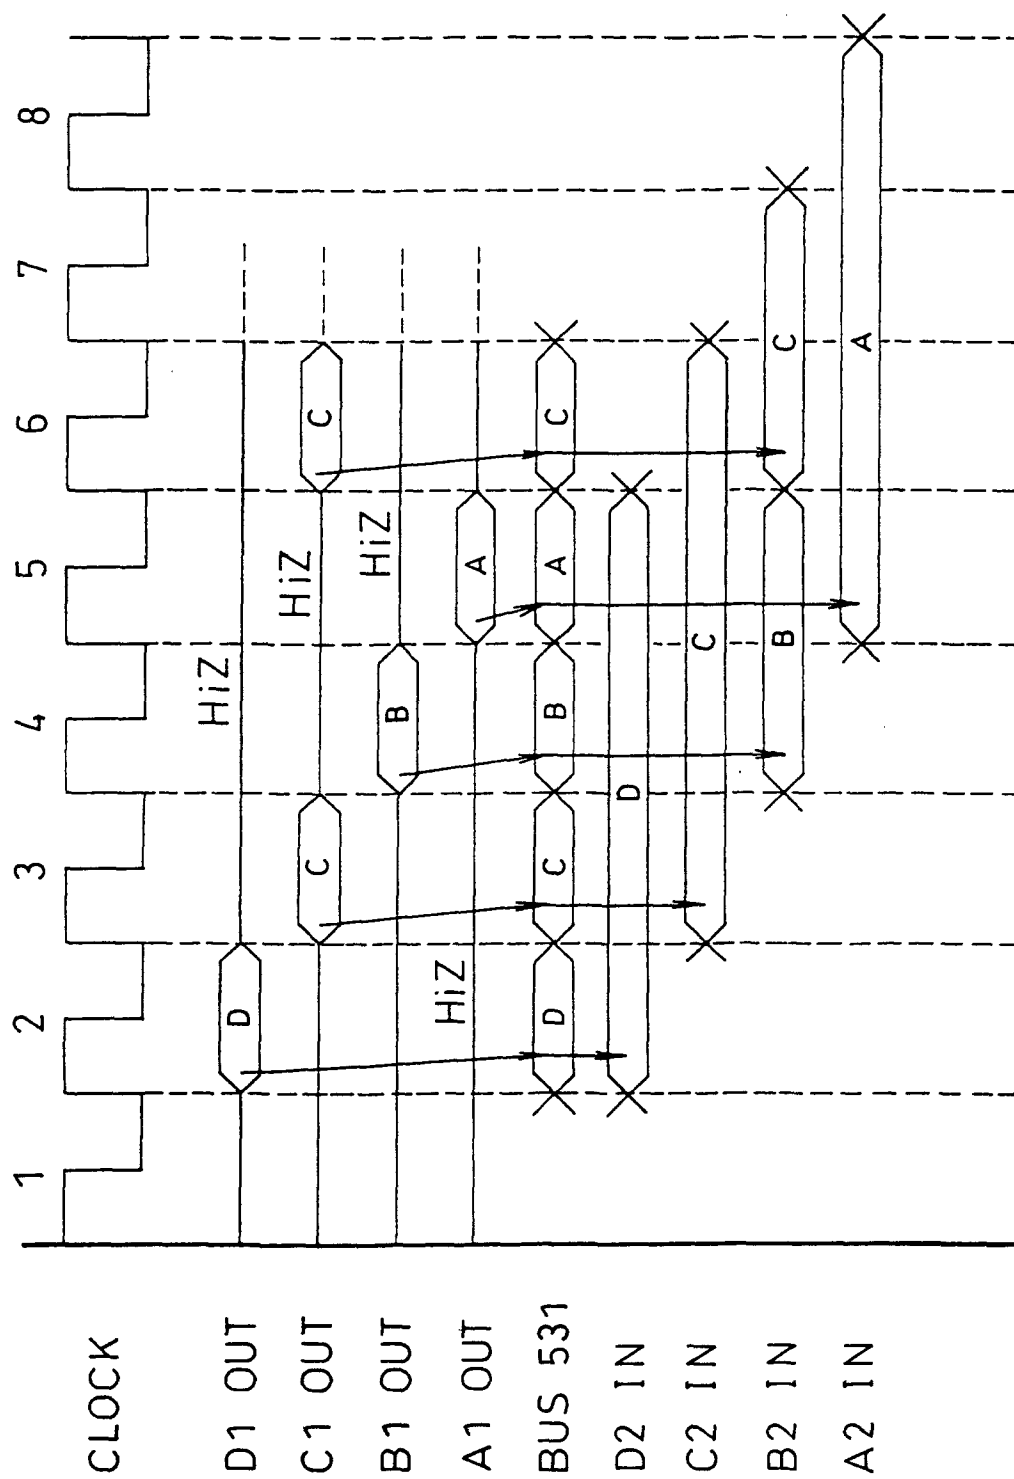 1 2 3 4 5 6 7 8
CLOCK
D1 OUT D HiZ
C1 OUT C HiZ C
B1 OUT B HiZ
A1 OUT HiZ A
BUS 531 D C B A C
D2 IN D
C2 IN C
B2 IN B C
A2 IN A